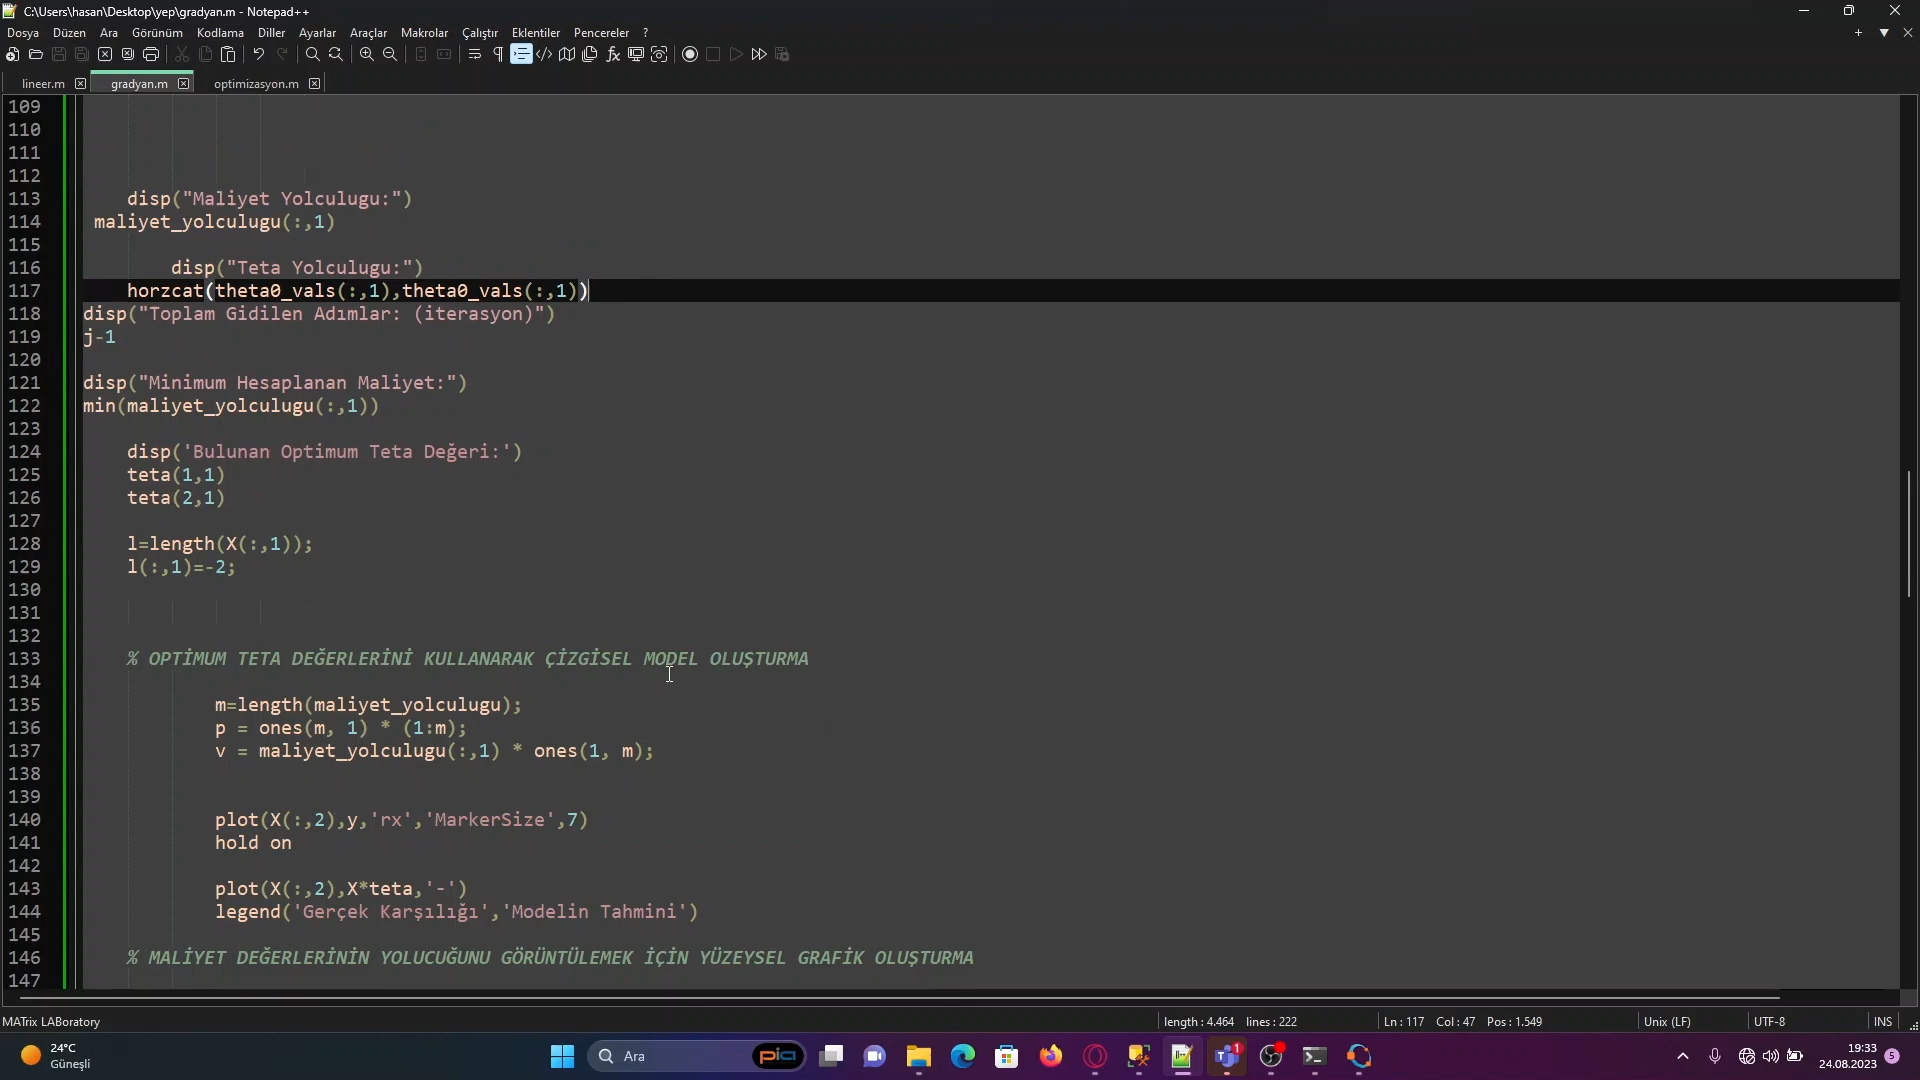 C:\Users\hasan\Desktop\yep\gradyan.m - Notepad++
Dosya Düzen Ara Görünüm Kodlama Diller Ayarlar Araçlar Makrolar Çalıştır Eklentiler Pencereler ?
lineer.m gradyan.m optimizasyon.m
109
110
111
112
113 disp("Maliyet Yolculugu:")
114 maliyet_yolculugu(:,1)
115
116 disp("Teta Yolculugu:")
117 horzcat(theta0_vals(:,1),theta0_vals(:,1))
118 disp("Toplam Gidilen Adımlar: (iterasyon)")
119 j-1
120
121 disp("Minimum Hesaplanan Maliyet:")
122 min(maliyet_yolculugu(:,1))
123
124 disp('Bulunan Optimum Teta Değeri:')
125 teta(1,1)
126 teta(2,1)
127
128 l=length(X(:,1));
129 l(:,1)=-2;
130
131
132
133 % OPTİMUM TETA DEĞERLERİNİ KULLANARAK ÇİZGİSEL MODEL OLUŞTURMA
134
135 m=length(maliyet_yolculugu);
136 p = ones(m, 1) * (1:m);
137 v = maliyet_yolculugu(:,1) * ones(1, m);
138
139
140 plot(X(:,2),y,'rx','MarkerSize',7)
141 hold on
142
143 plot(X(:,2),X*teta,'-')
144 legend('Gerçek Karşılığı','Modelin Tahmini')
145
146 % MALİYET DEĞERLERİNİN YOLUCUĞUNU GÖRÜNTÜLEMEK İÇİN YÜZEYSEL GRAFİK OLUŞTURMA
147
MATrix LABoratory length : 4.464 lines : 222 Ln : 117 Col : 47 Pos : 1.549 Unix (LF) UTF-8 INS
24°C
Güneşli
Ara
pia
1
19:33
24.08.2023
5